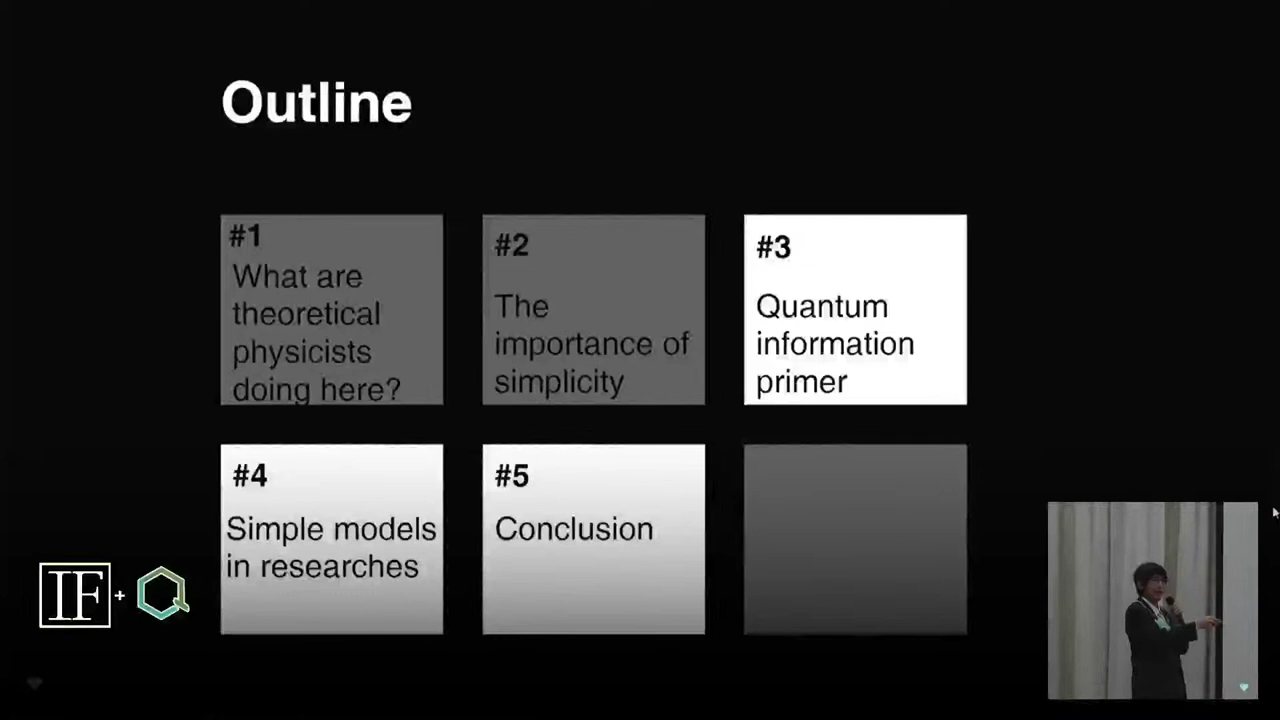 Outline
#1
What are
theoretical
physicists
doing here?
#2
The
importance of
simplicity
#3
Quantum
information
primer
#4
Simple models
in researches
#5
Conclusion
IF + Q